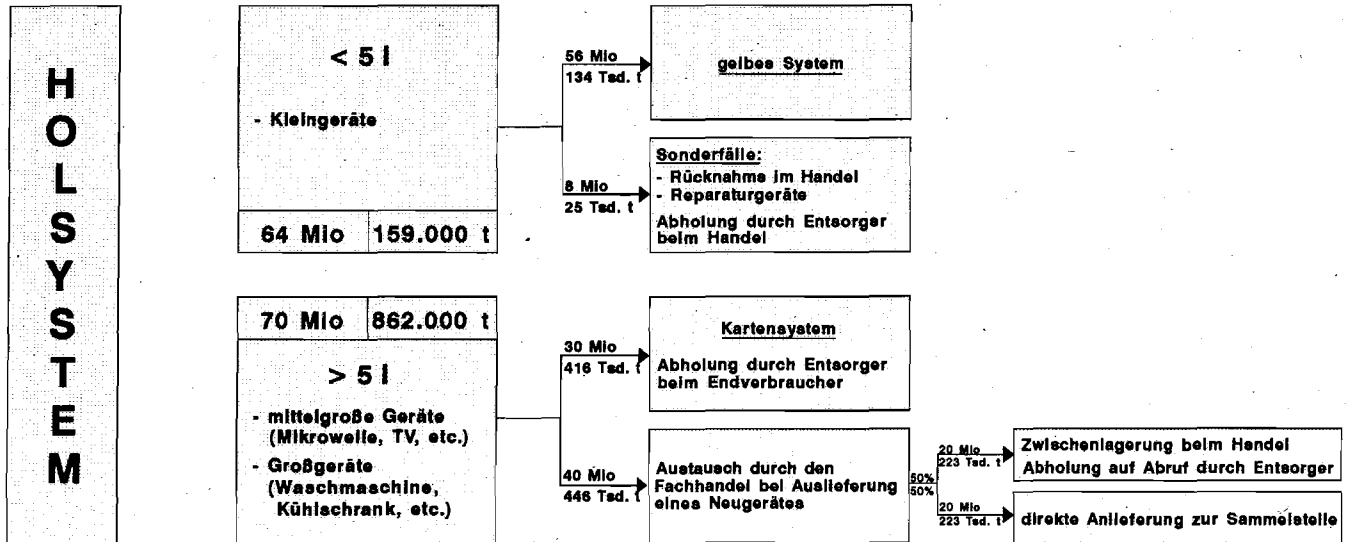 HOLSYSTEM
< 5 l
- Kleingeräte
64 Mio 159.000 t
56 Mio
134 Tsd. t
gelbes System
8 Mio
25 Tsd. t
Sonderfälle:
- Rücknahme im Handel
- Reparaturgeräte
Abholung durch Entsorger
beim Handel
70 Mio 862.000 t
> 5 l
- mittelgroße Geräte
(Mikrowelle, TV, etc.)
- Großgeräte
(Waschmaschine,
Kühlschrank, etc.)
30 Mio
416 Tsd. t
Kartensystem
Abholung durch Entsorger
beim Endverbraucher
40 Mio
446 Tsd. t
Austausch durch den
Fachhandel bei Auslieferung
eines Neugerätes
50%
50%
20 Mio
223 Tsd. t
Zwischenlagerung beim Handel
Abholung auf Abruf durch Entsorger
20 Mio
223 Tsd. t
direkte Anlieferung zur Sammelstelle